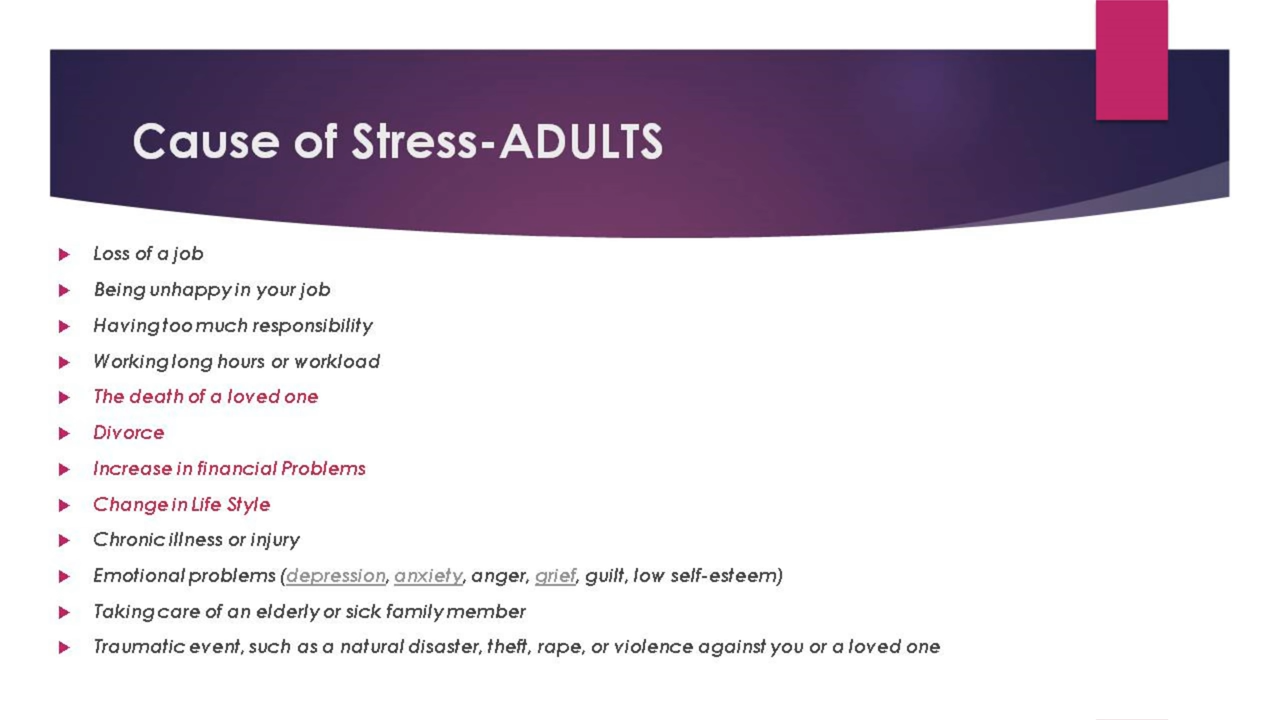 Cause of Stress-ADULTS
Loss of a job
Being unhappy in your job
Having too much responsibility
Working long hours or workload
The death of a loved one
Divorce
Increase in financial Problems
Change in Life Style
Chronic illness or injury
Emotional problems (depression, anxiety, anger, grief, guilt, low self-esteem)
Taking care of an elderly or sick family member
Traumatic event, such as a natural disaster, theft, rape, or violence against you or a loved one